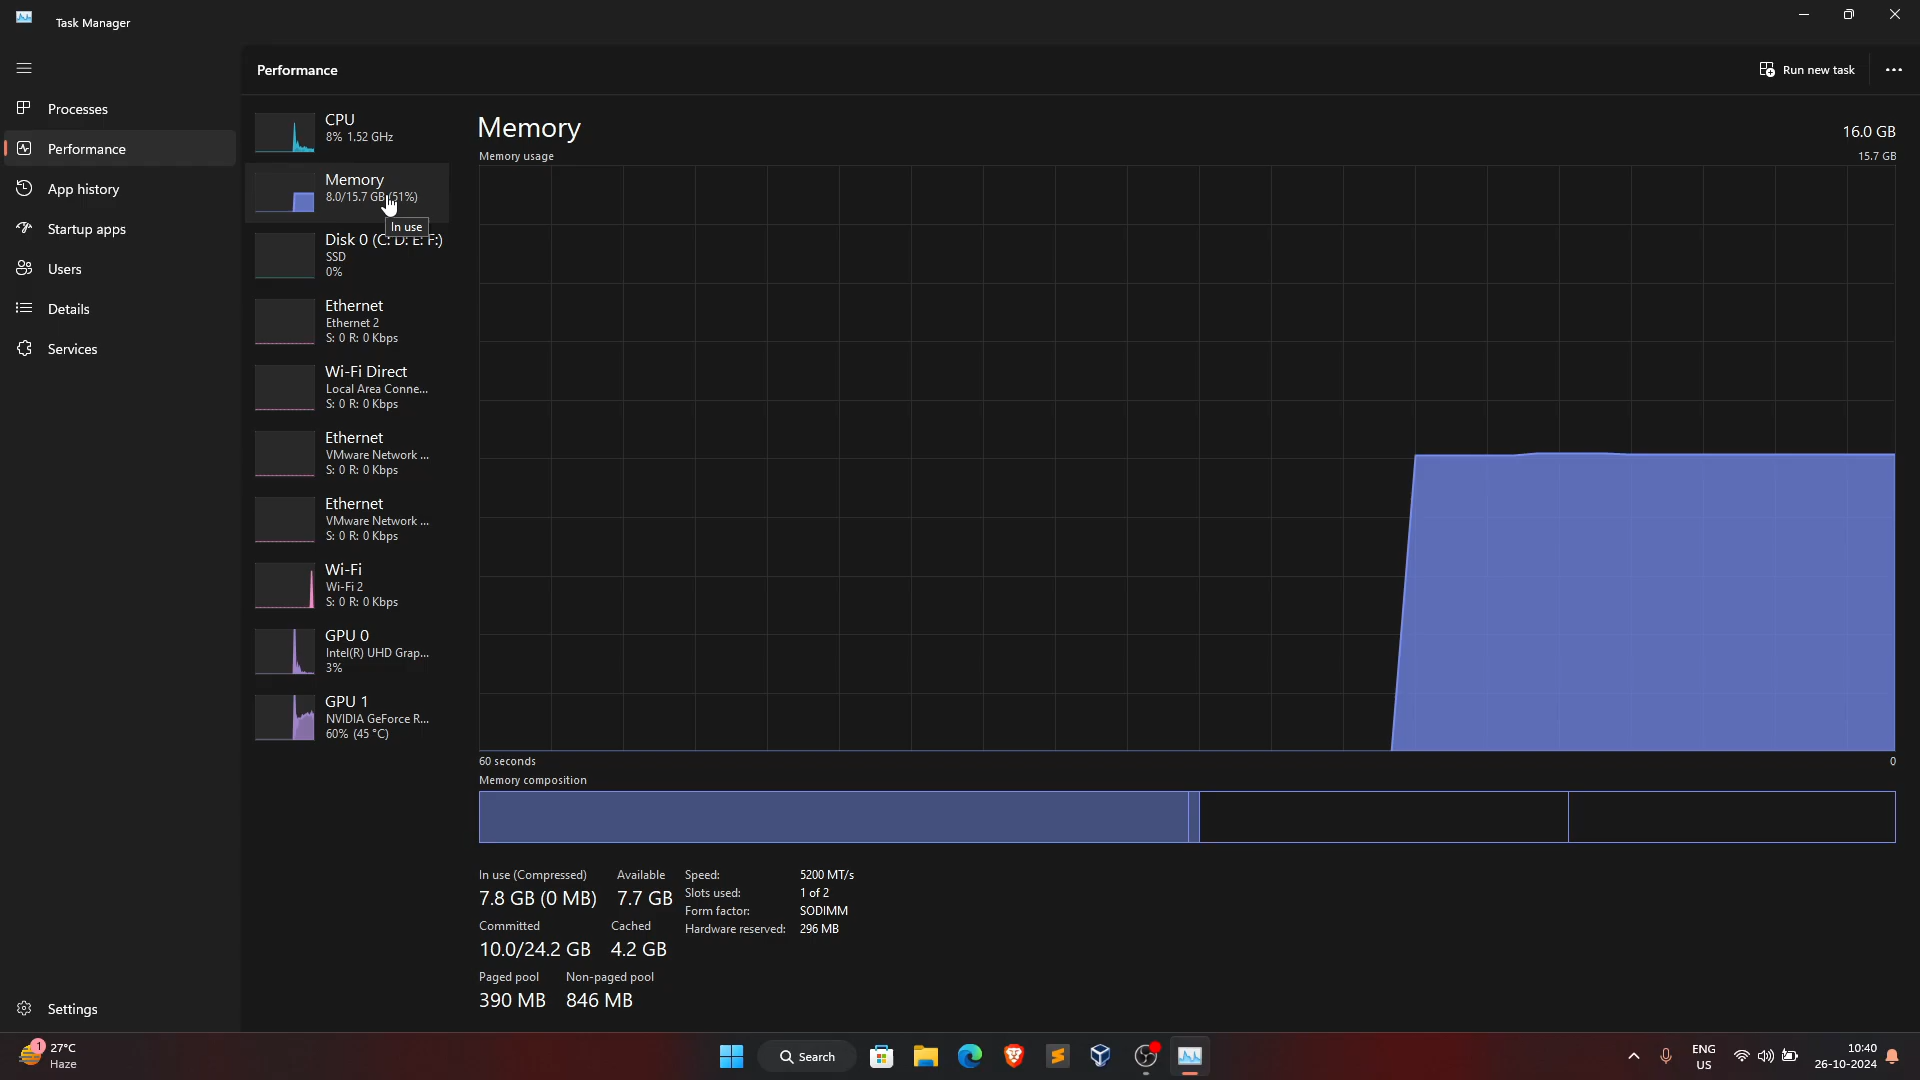 Task Manager
Processes
Performance
App history
Startup apps
Users
Details
Services
Settings
Performance
Run new task
CPU
8% 1.52 GHz
Memory
8.0/15.7 GB (51%)
In use
Disk 0 (C: D: E: F:)
SSD
0%
Ethernet
Ethernet 2
S: 0 R: 0 Kbps
Wi-Fi Direct
Local Area Conne...
S: 0 R: 0 Kbps
Ethernet
VMware Network ...
S: 0 R: 0 Kbps
Ethernet
VMware Network ...
S: 0 R: 0 Kbps
Wi-Fi
Wi-Fi 2
S: 0 R: 0 Kbps
GPU 0
Intel(R) UHD Grap...
3%
GPU 1
NVIDIA GeForce R...
60% (45 °C)
Memory 16.0 GB
Memory usage 15.7 GB
60 seconds 0
Memory composition
In use (Compressed) Available
7.8 GB (0 MB) 7.7 GB
Committed Cached
10.0/24.2 GB 4.2 GB
Paged pool Non-paged pool
390 MB 846 MB
Speed: 5200 MT/s
Slots used: 1 of 2
Form factor: SODIMM
Hardware reserved: 296 MB
1
27°C
Haze
Search
ENG
US
10:40
26-10-2024